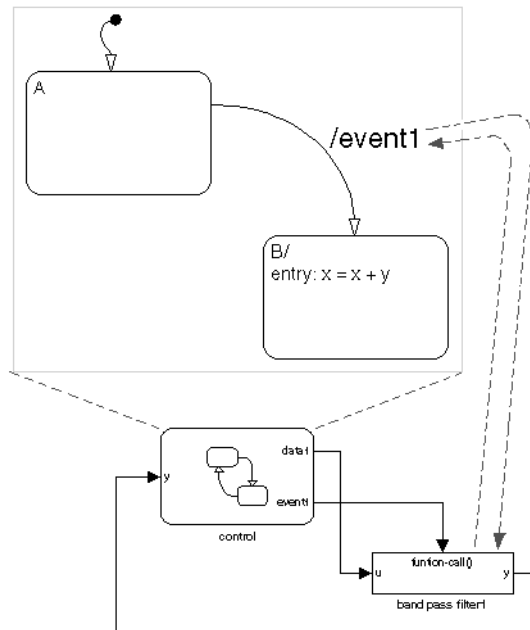 A
/event1
B/
entry: x = x + y
data1
y
event1
control
funtion-call()
u
y
band pass filter1